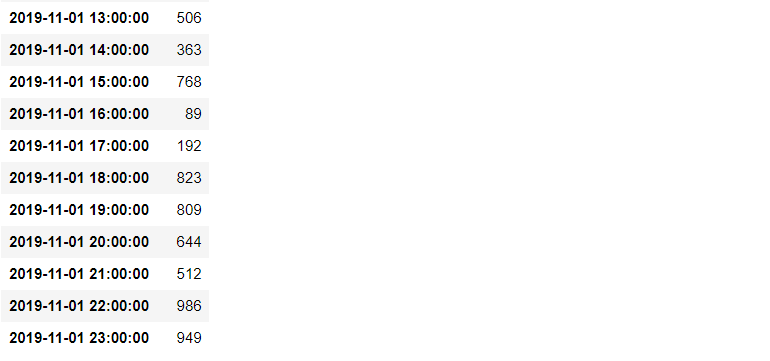 2019-11-01 13:00:00 506
2019-11-01 14:00:00 363
2019-11-01 15:00:00 768
2019-11-01 16:00:00 89
2019-11-01 17:00:00 192
2019-11-01 18:00:00 823
2019-11-01 19:00:00 809
2019-11-01 20:00:00 644
2019-11-01 21:00:00 512
2019-11-01 22:00:00 986
2019-11-01 23:00:00 949